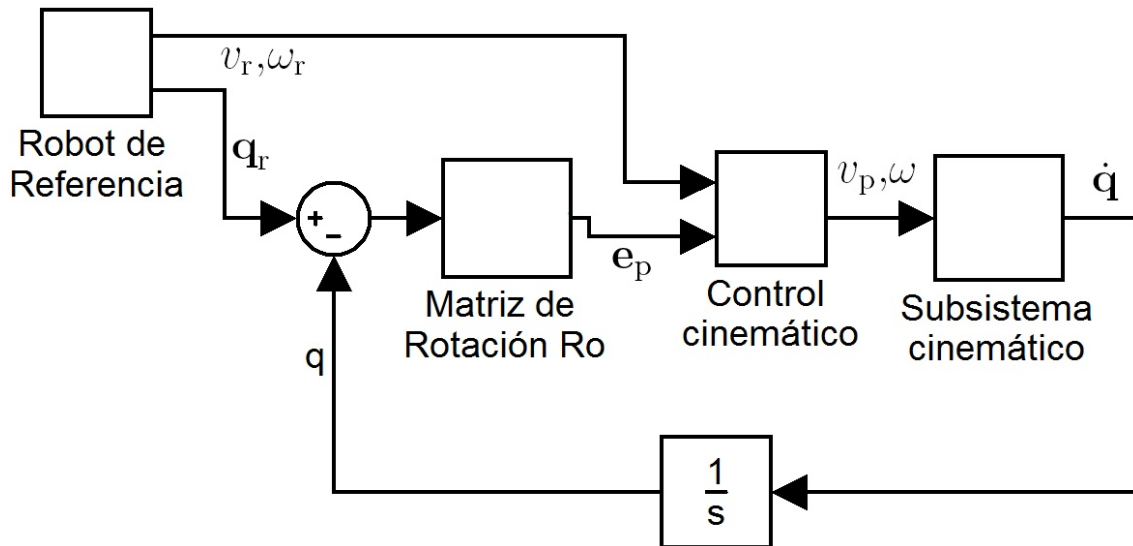 v_r,ω_r
Robot de
Referencia
q_r
+
−
Matriz de
Rotación Ro
e_p
Control
cinemático
v_p,ω
Subsistema
cinemático
q̇
q
1
s